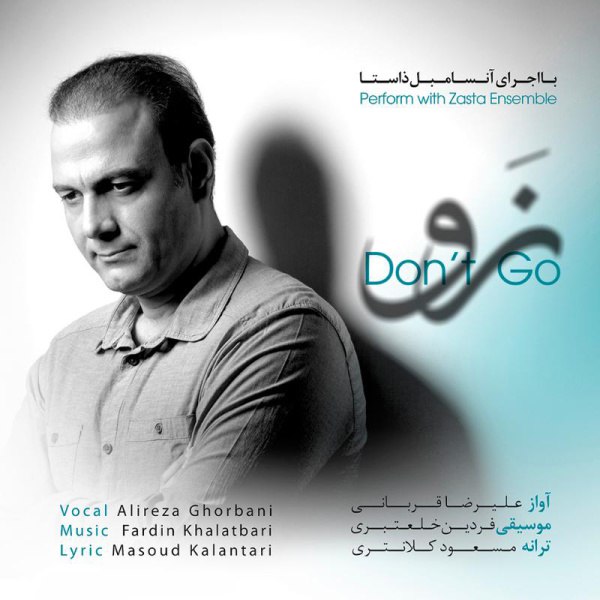 با اجرای آنسامبل ذاستا
Perform with Zasta Ensemble
نَرو
Don't Go
Vocal Alireza Ghorbani
Music Fardin Khalatbari
Lyric Masoud Kalantari
آواز علیرضا قربانی
موسیقی فردین خلعتبری
ترانه مسعود کلانتری